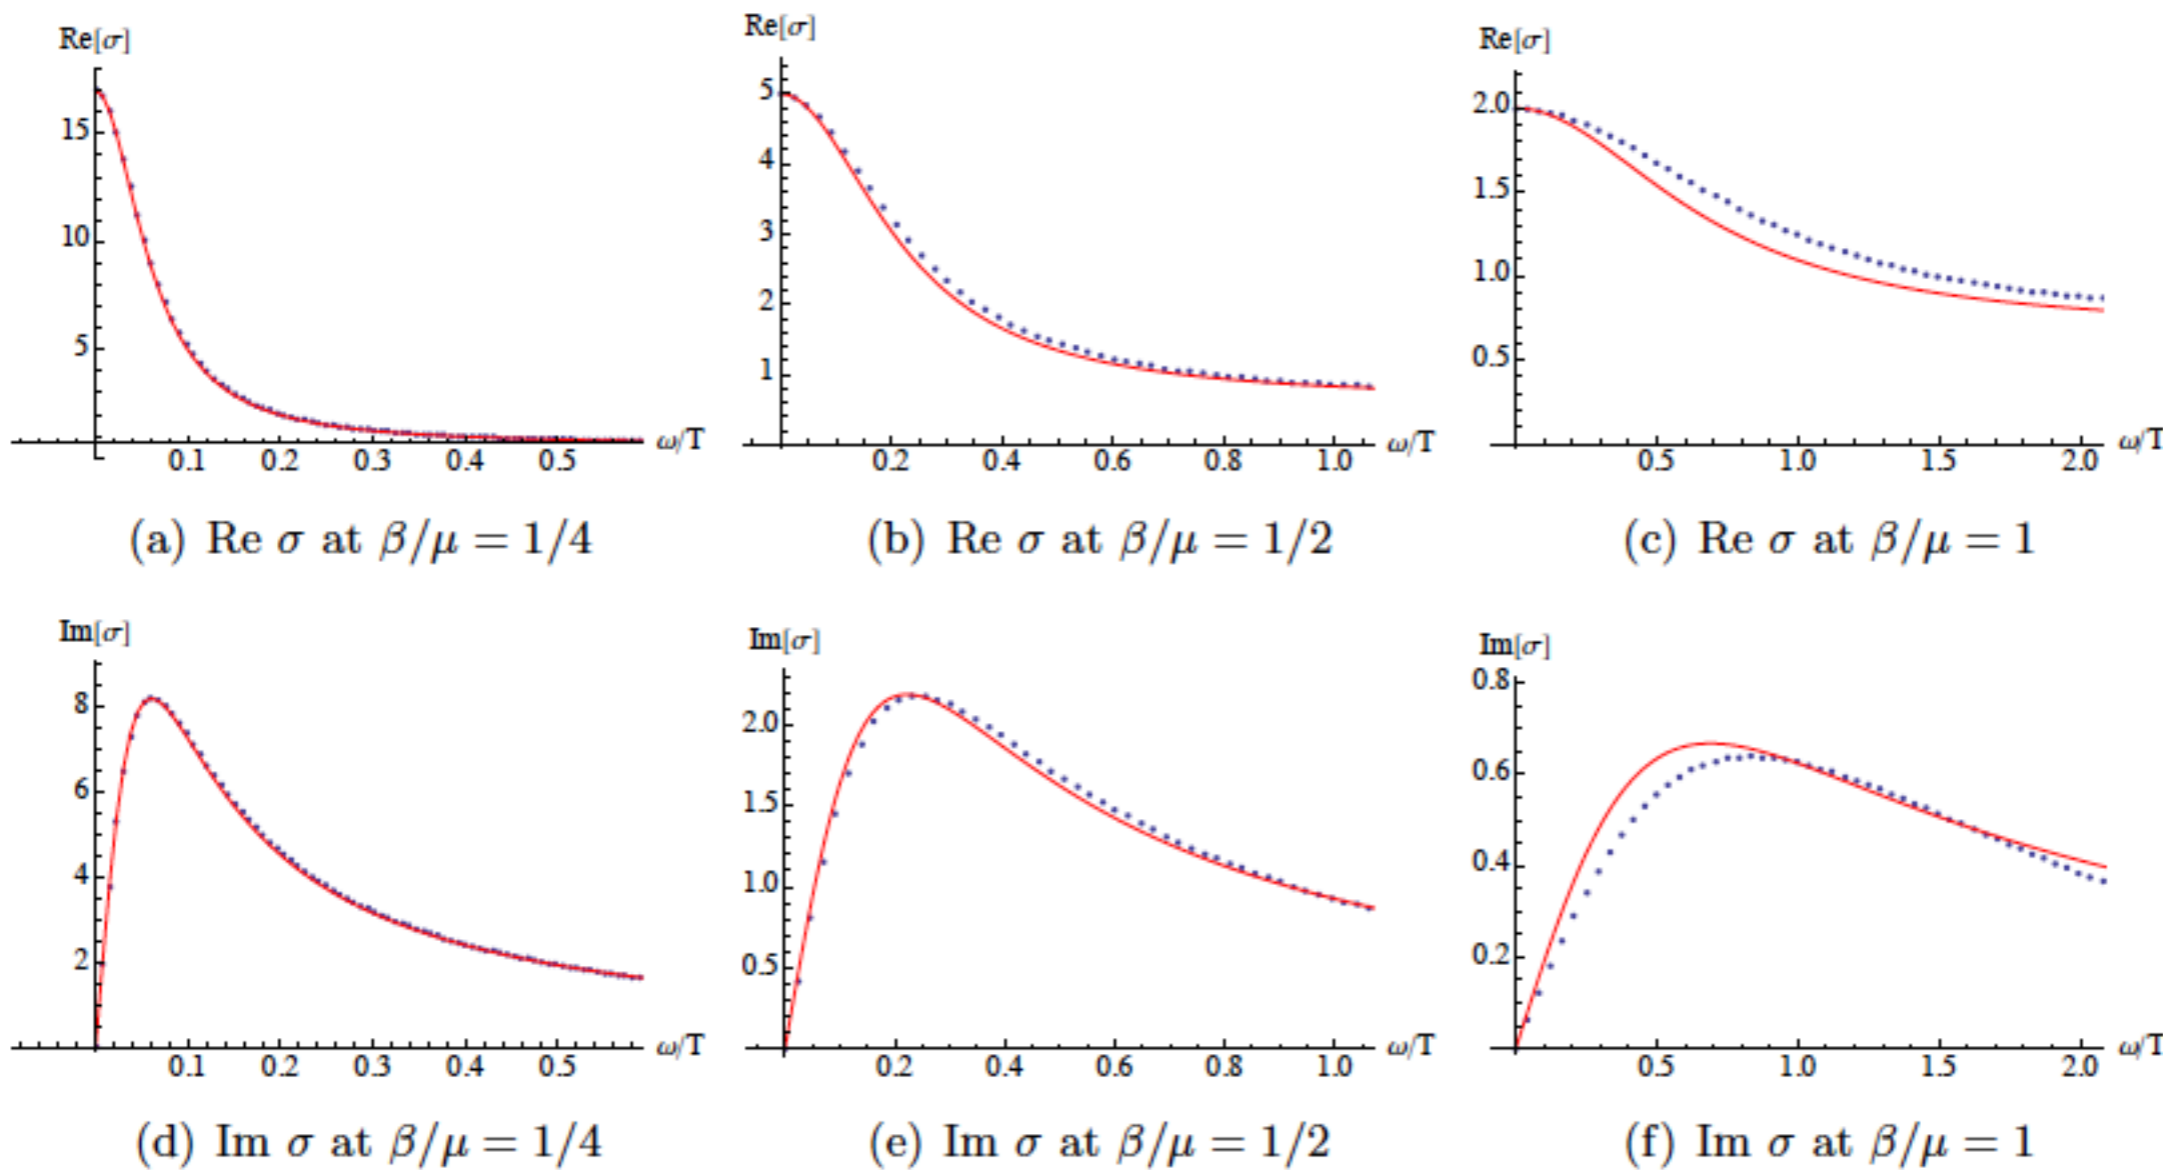 Re[σ]
15
10
5
0.1 0.2 0.3 0.4 0.5 ω/T
(a) Re σ at β/μ = 1/4
Re[σ]
5
4
3
2
1
0.2 0.4 0.6 0.8 1.0 ω/T
(b) Re σ at β/μ = 1/2
Re[σ]
2.0
1.5
1.0
0.5
0.5 1.0 1.5 2.0 ω/T
(c) Re σ at β/μ = 1
Im[σ]
8
6
4
2
0.1 0.2 0.3 0.4 0.5 ω/T
(d) Im σ at β/μ = 1/4
Im[σ]
2.0
1.5
1.0
0.5
0.2 0.4 0.6 0.8 1.0 ω/T
(e) Im σ at β/μ = 1/2
Im[σ]
0.8
0.6
0.4
0.2
0.5 1.0 1.5 2.0 ω/T
(f) Im σ at β/μ = 1